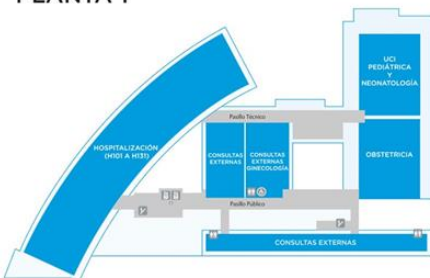 PLANTA 1
UCI
PEDIÁTRICA
Y
NEONATOLOGÍA
Pasillo Técnico
HOSPITALIZACIÓN
(H101 A H131)
CONSULTAS
EXTERNAS
CONSULTAS
EXTERNAS
GINECOLOGÍA
OBSTETRICIA
Pasillo Público
CONSULTAS EXTERNAS